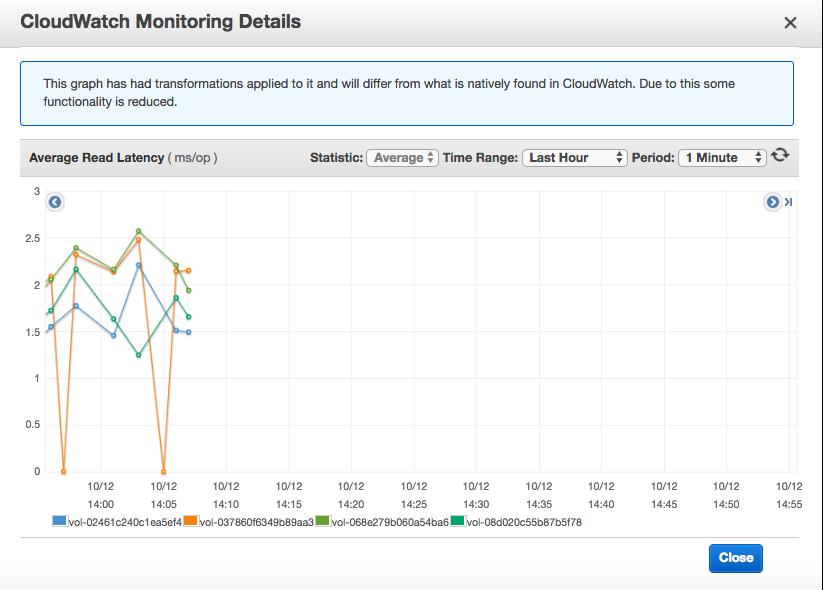 CloudWatch Monitoring Details
This graph has had transformations applied to it and will differ from what is natively found in CloudWatch. Due to this some
functionality is reduced.
Average Read Latency ( ms/op ) Statistic: Average Time Range: Last Hour Period: 1 Minute
3
2.5
2
1.5
1
0.5
0
10/12 10/12 10/12 10/12 10/12 10/12 10/12 10/12 10/12 10/12 10/12 10/12
14:00 14:05 14:10 14:15 14:20 14:25 14:30 14:35 14:40 14:45 14:50 14:55
vol-02461c240c1ea5ef4 vol-037860f6349b89aa3 vol-068e279b060a54ba6 vol-08d020c55b87b5f78
Close